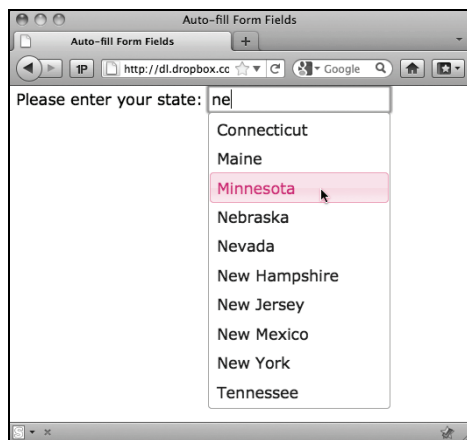 Auto-fill Form Fields
Auto-fill Form Fields +
1P http://dl.dropbox.cc Google
Please enter your state: ne
Connecticut
Maine
Minnesota
Nebraska
Nevada
New Hampshire
New Jersey
New Mexico
New York
Tennessee